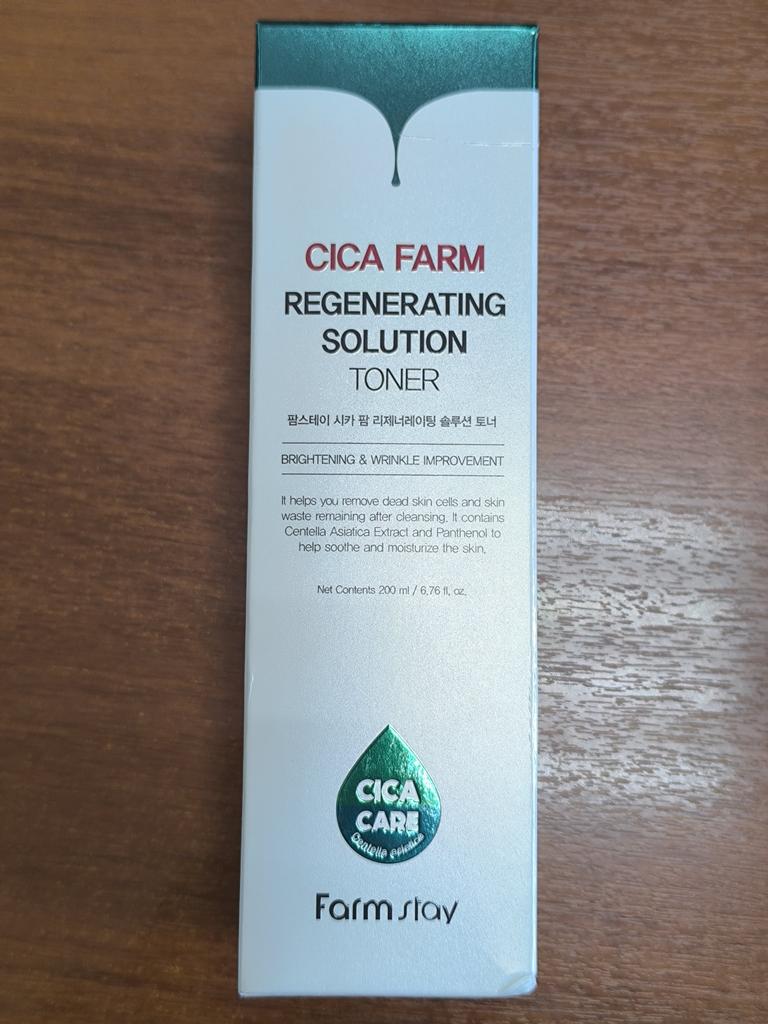 CICA FARM
REGENERATING
SOLUTION
TONER
팜스테이 시카 팜 리제너레이팅 솔루션 토너
BRIGHTENING & WRINKLE IMPROVEMENT
It helps you remove dead skin cells and skin
waste remaining after cleansing. It contains
Centella Asiatica Extract and Panthenol to
help soothe and moisturize the skin.
Net Contents 200 ml / 6.76 fl. oz.
CICA
CARE
Centella asiatica
Farm stay